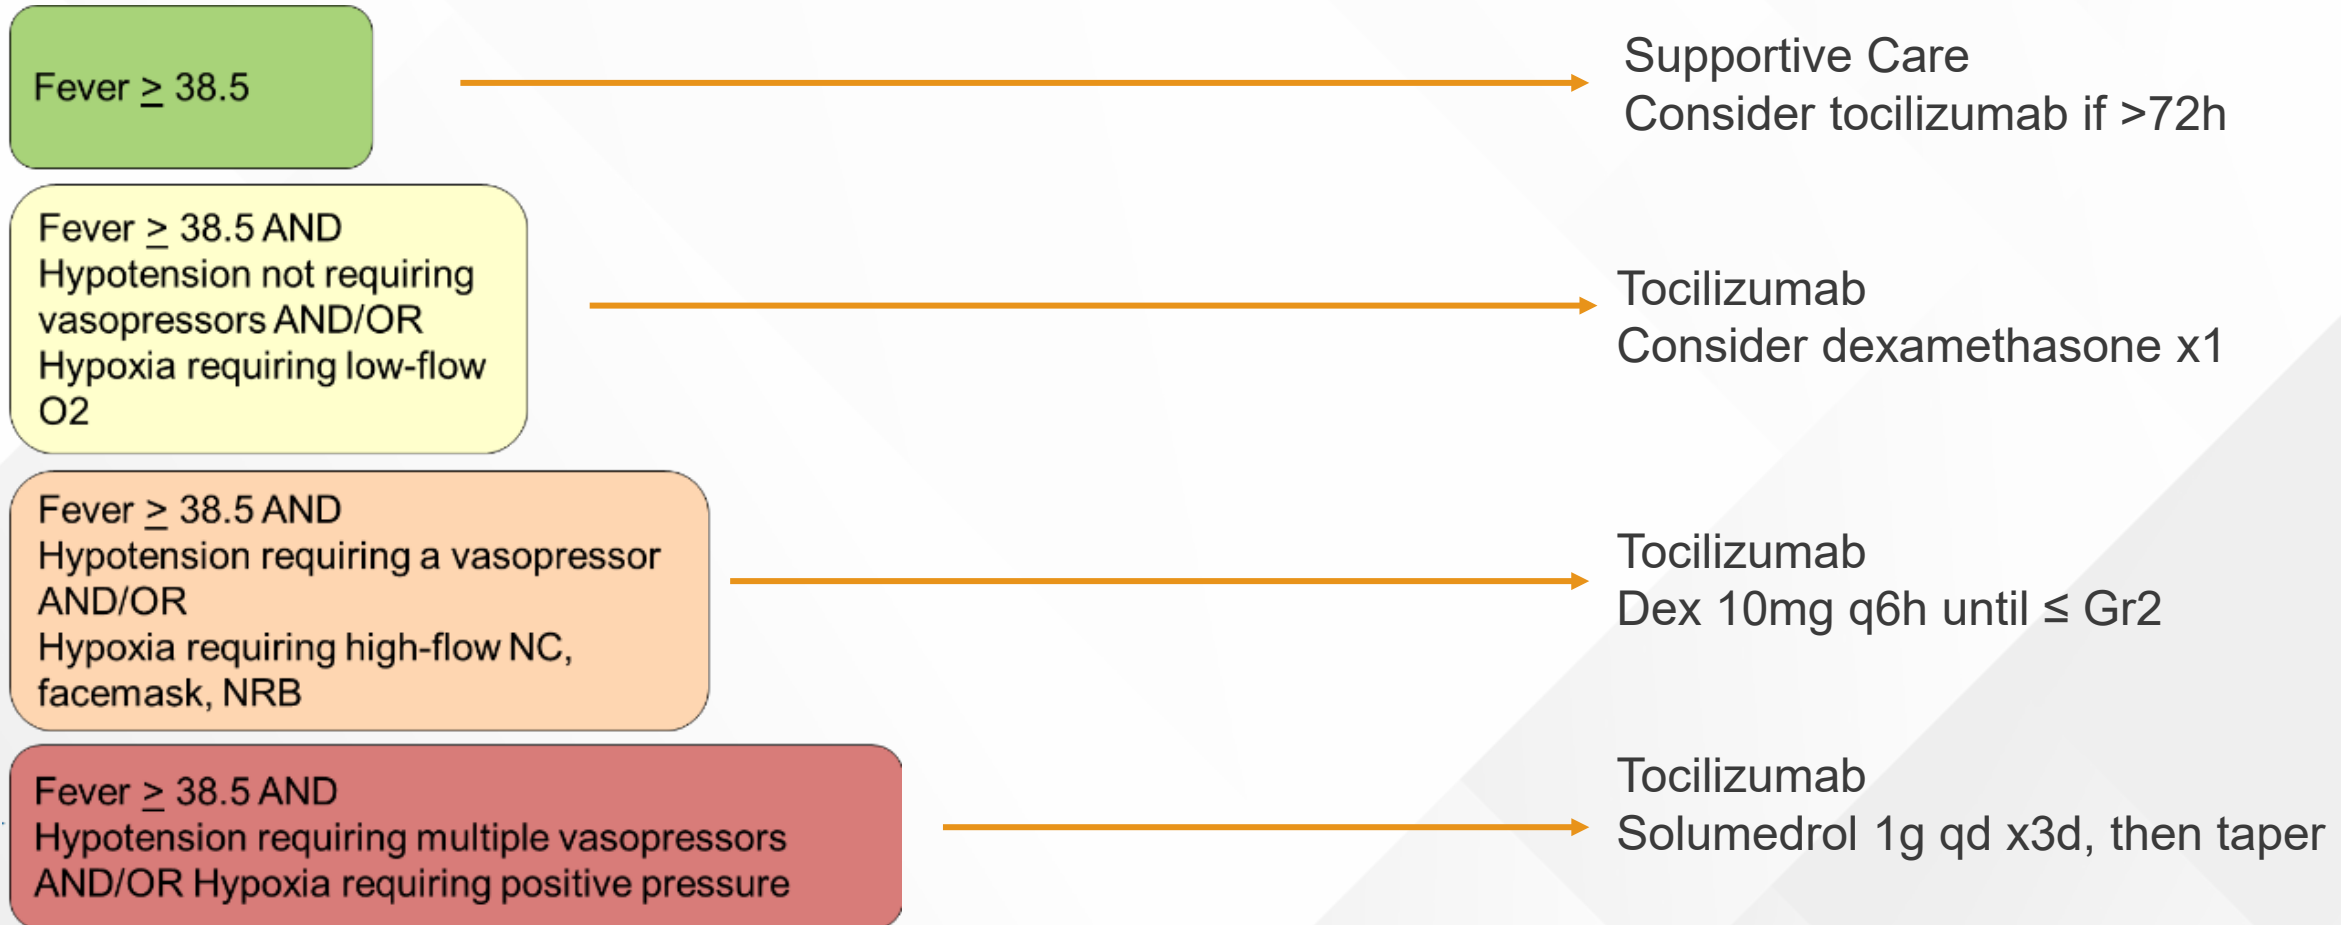 Fever ≥ 38.5
Supportive Care
Consider tocilizumab if >72h
Fever ≥ 38.5 AND
Hypotension not requiring
vasopressors AND/OR
Hypoxia requiring low-flow
O2
Tocilizumab
Consider dexamethasone x1
Fever ≥ 38.5 AND
Hypotension requiring a vasopressor
AND/OR
Hypoxia requiring high-flow NC,
facemask, NRB
Tocilizumab
Dex 10mg q6h until ≤ Gr2
Fever ≥ 38.5 AND
Hypotension requiring multiple vasopressors
AND/OR Hypoxia requiring positive pressure
Tocilizumab
Solumedrol 1g qd x3d, then taper